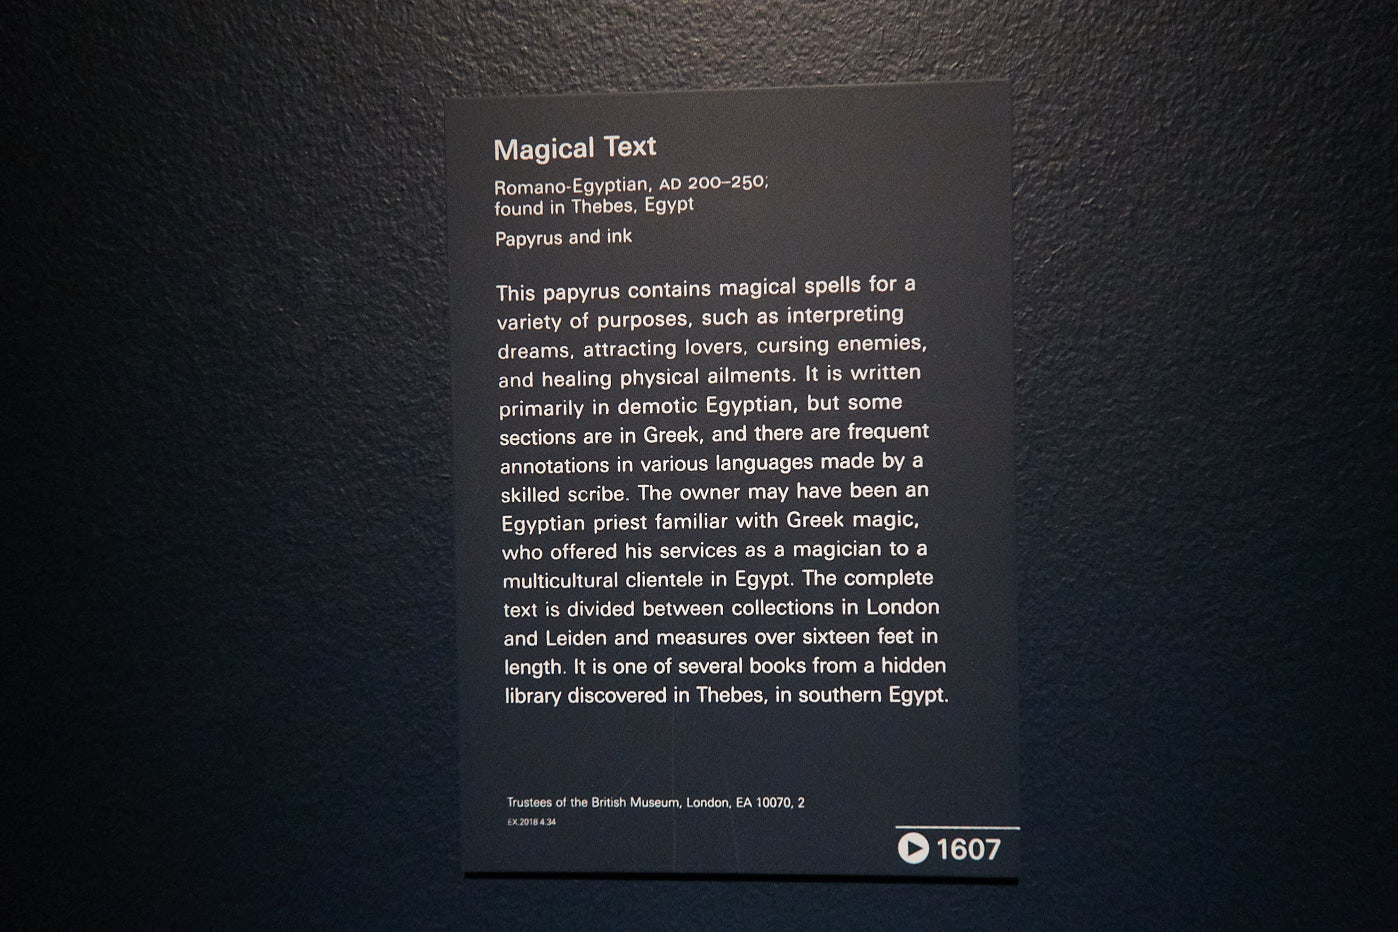 Magical Text
Romano-Egyptian, AD 200–250;
found in Thebes, Egypt
Papyrus and ink
This papyrus contains magical spells for a
variety of purposes, such as interpreting
dreams, attracting lovers, cursing enemies,
and healing physical ailments. It is written
primarily in demotic Egyptian, but some
sections are in Greek, and there are frequent
annotations in various languages made by a
skilled scribe. The owner may have been an
Egyptian priest familiar with Greek magic,
who offered his services as a magician to a
multicultural clientele in Egypt. The complete
text is divided between collections in London
and Leiden and measures over sixteen feet in
length. It is one of several books from a hidden
library discovered in Thebes, in southern Egypt.
Trustees of the British Museum, London, EA 10070, 2
EX.2018.4.34
1607